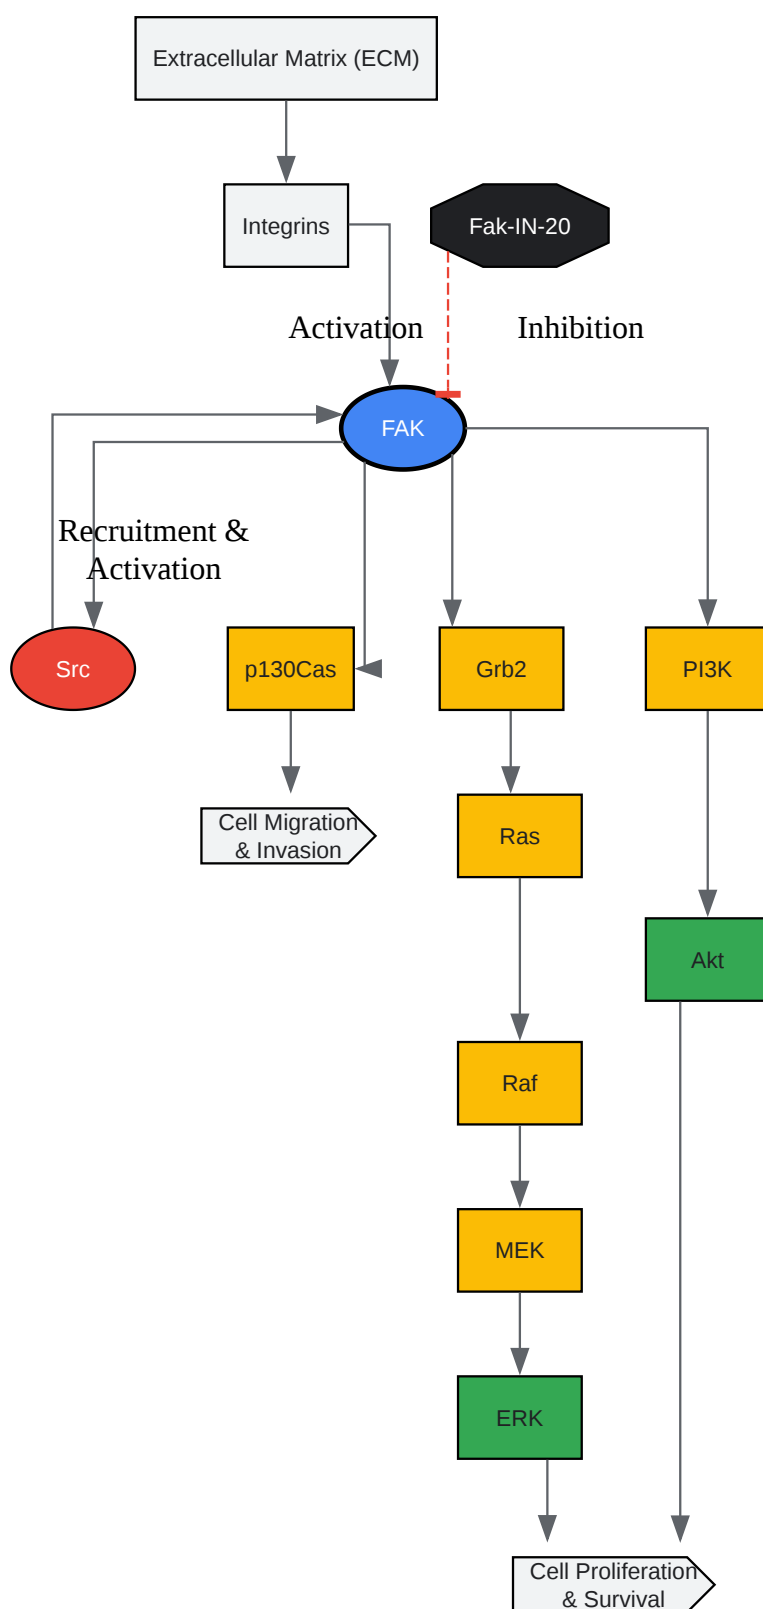 Extracellular Matrix (ECM)
Integrins
Fak-IN-20
Activation
Inhibition
FAK
Recruitment &
Activation
Src
p130Cas
Grb2
PI3K
Cell Migration
& Invasion
Ras
Akt
Raf
MEK
ERK
Cell Proliferation
& Survival